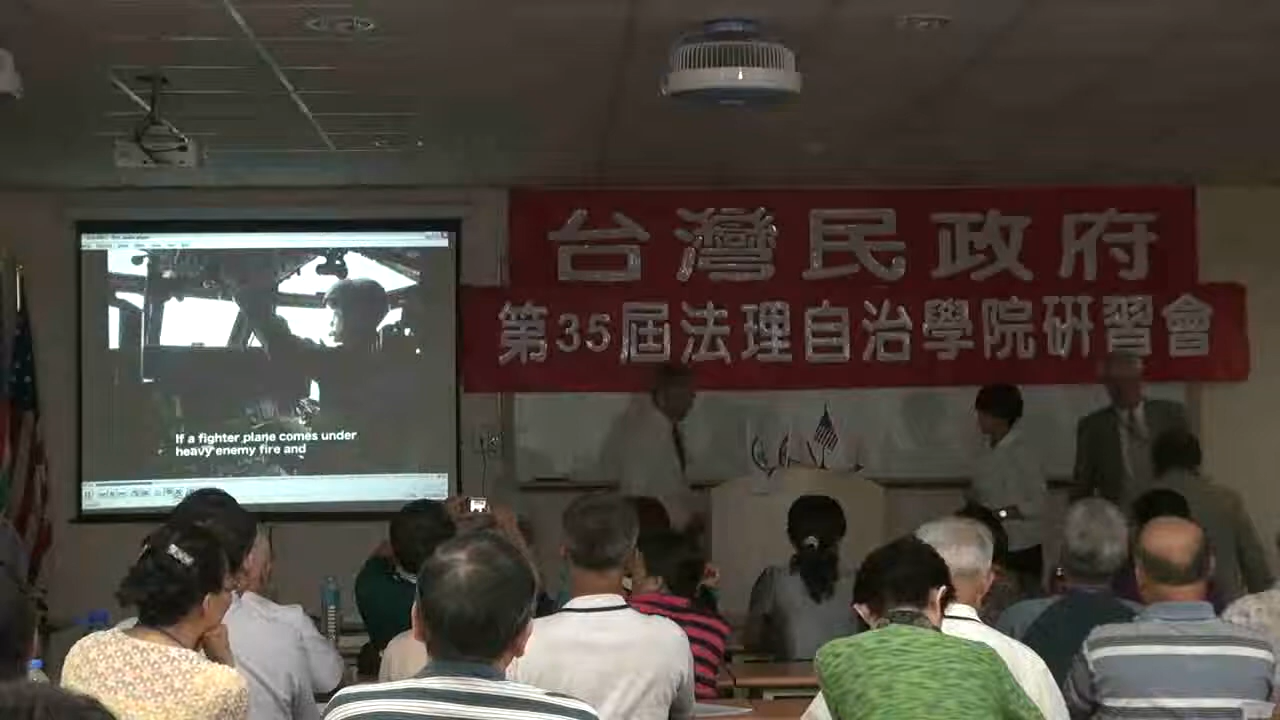 台灣民政府
第35屆法理自治學院研習會
If a fighter plane comes under
heavy enemy fire and